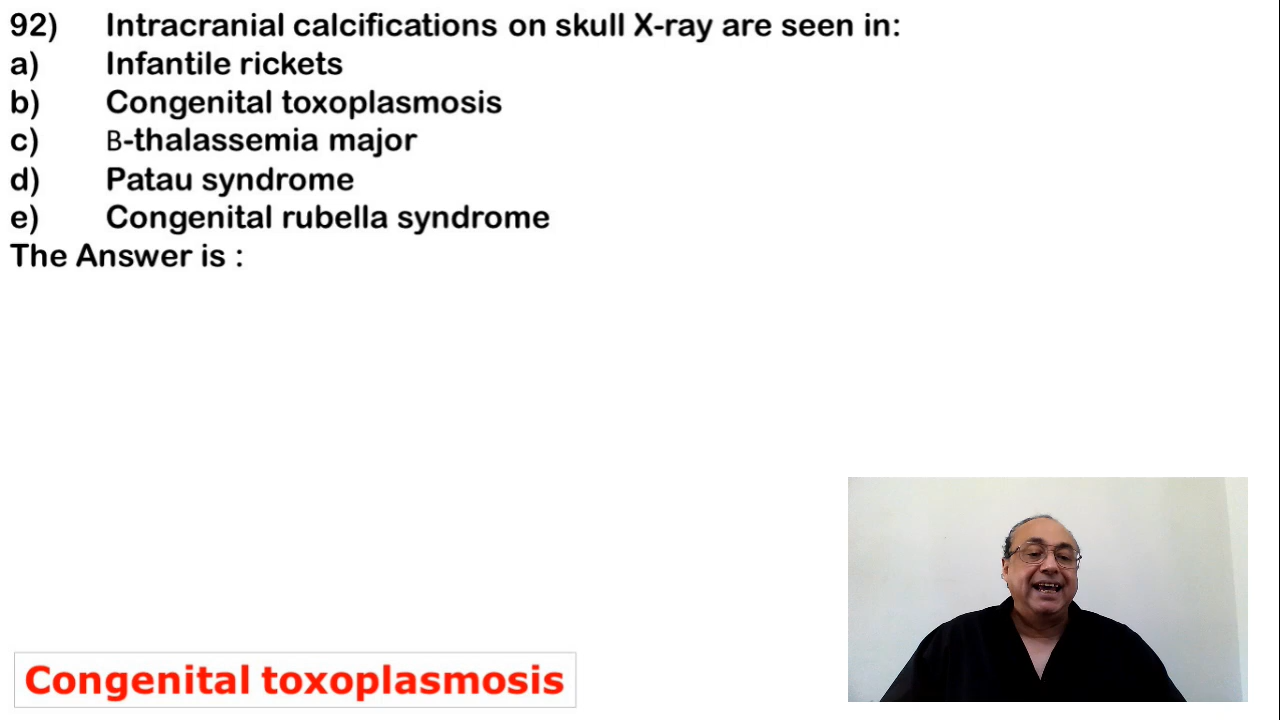 92) Intracranial calcifications on skull X-ray are seen in:
a) Infantile rickets
b) Congenital toxoplasmosis
c) B-thalassemia major
d) Patau syndrome
e) Congenital rubella syndrome
The Answer is :
Congenital toxoplasmosis